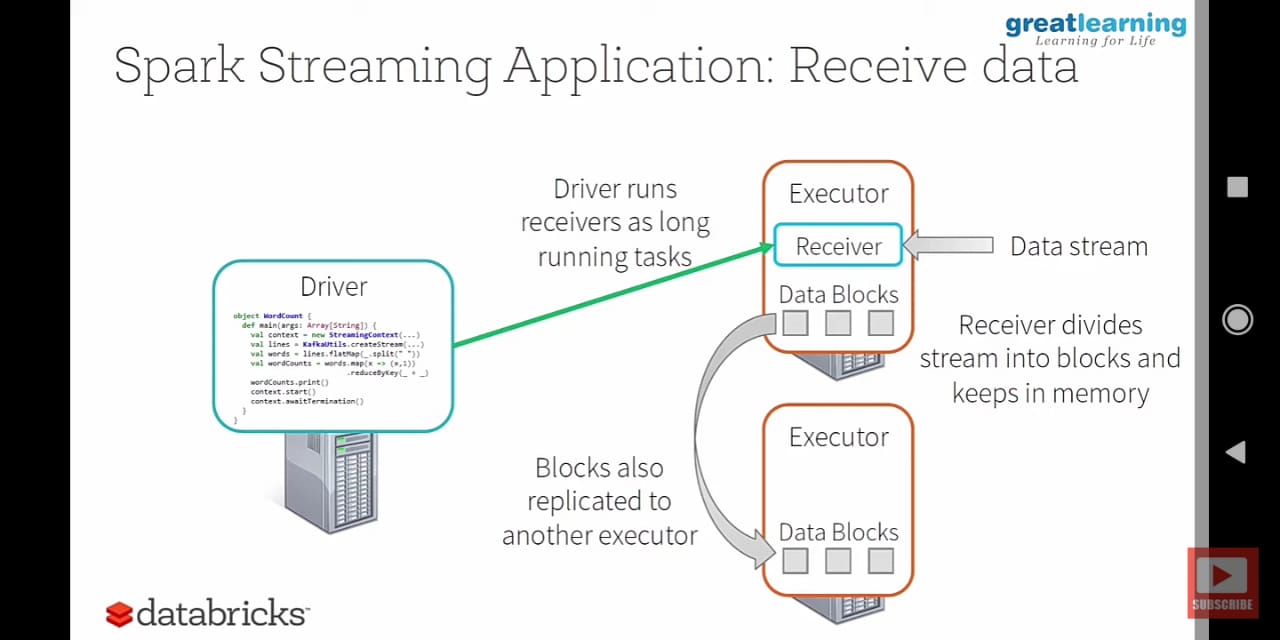 greatlearning
Learning for Life
Spark Streaming Application: Receive data
Driver runs
receivers as long
running tasks
Executor
Receiver
Data stream
Data Blocks
Receiver divides
stream into blocks and
keeps in memory
Driver
object WordCount {
def main(args: Array[String]) {
val context = new StreamingContext(...)
val lines = KafkaUtils.createStream(...)
val words = lines.flatMap(_.split(" "))
val wordCounts = words.map(x => (x,1))
.reduceByKey(_ + _)
wordCounts.print()
context.start()
context.awaitTermination()
}
}
Blocks also
replicated to
another executor
Executor
Data Blocks
databricks™
SUBSCRIBE